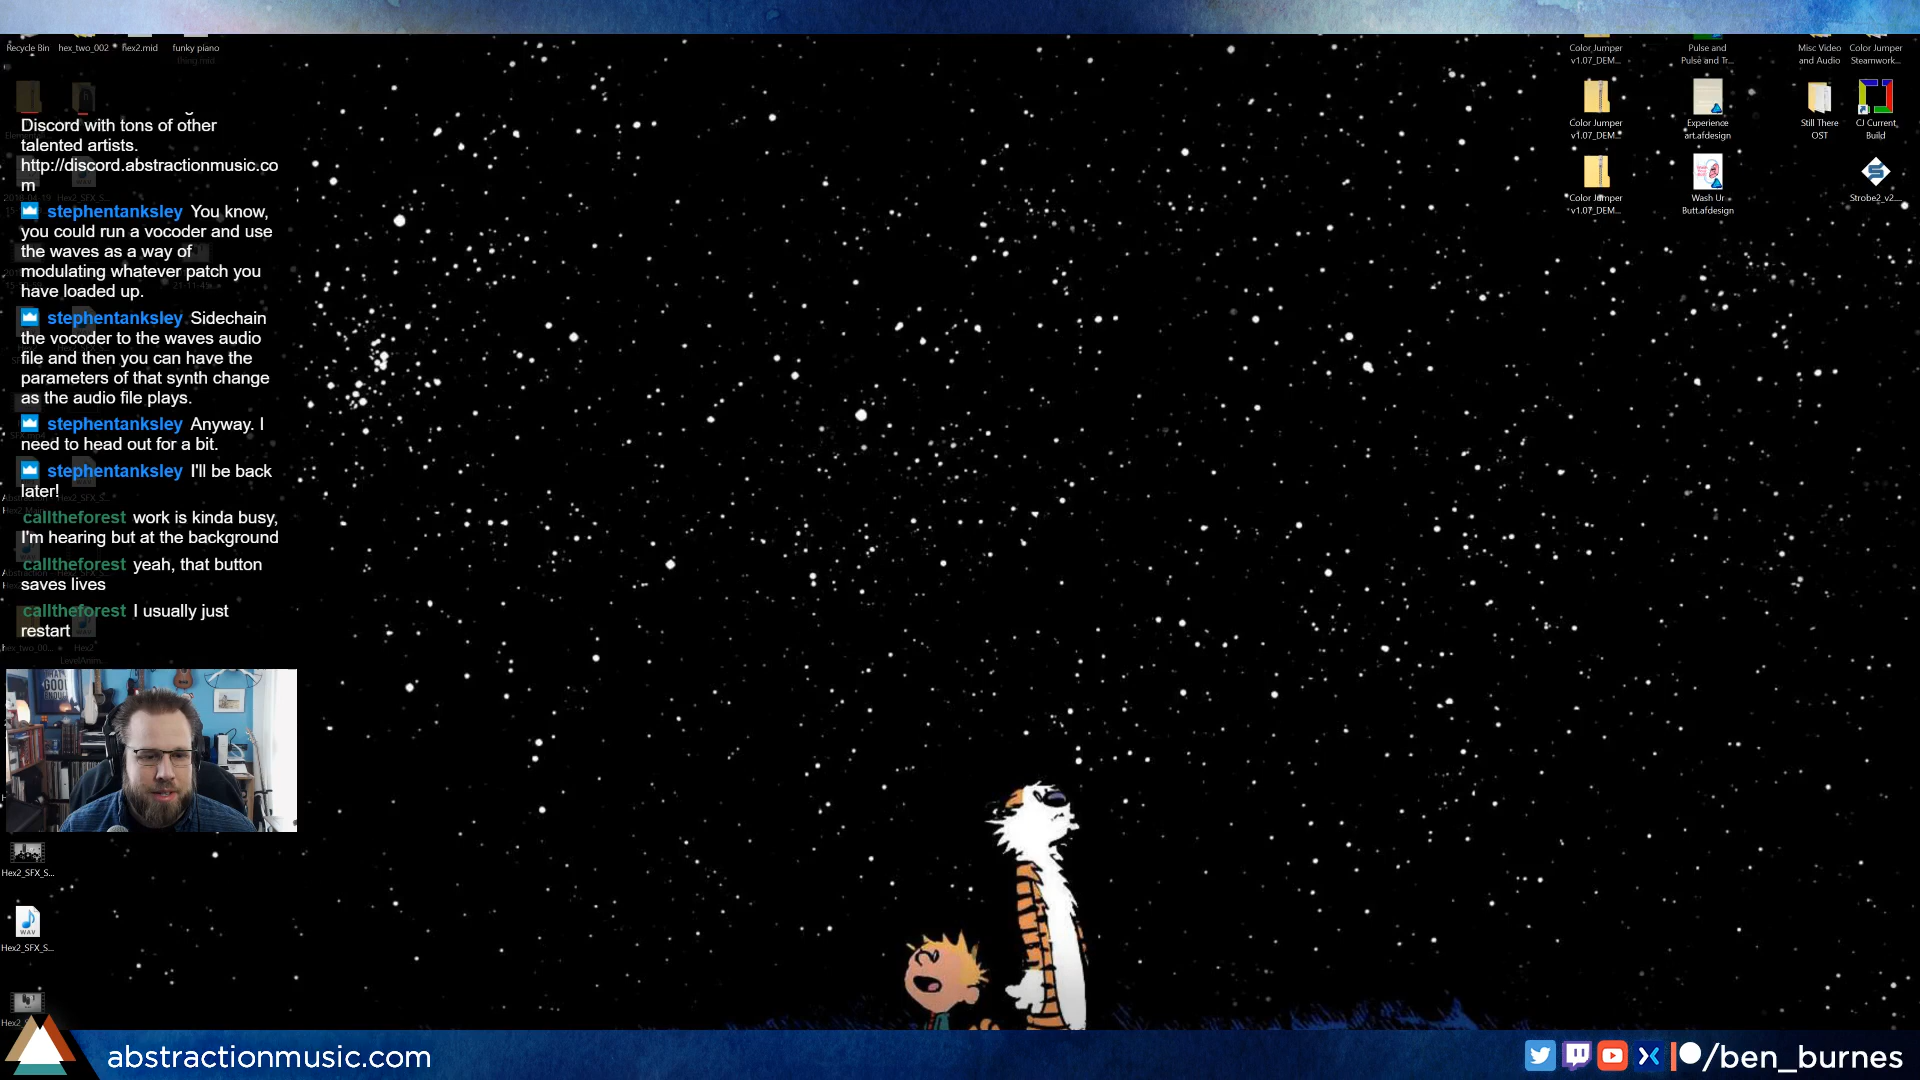 Recycle Bin
hex_two_002
hex2.mid
funky piano
thing.mid
Color Jumper
v1.07_DEM...
Pulse and
Pulse and Tr...
Misc Video
and Audio
Color Jumper
Steamwork...
Color Jumper
v1.07_DEM...
Experience
art.afdesign
Still There
OST
CJ Current
Build
Color Jumper
v1.07_DEM...
Wash Ur
Butt.afdesign
Strobe2_v2....
Discord with tons of other
talented artists.
http://discord.abstractionmusic.co
m
stephentanksley You know,
you could run a vocoder and use
the waves as a way of
modulating whatever patch you
have loaded up.
stephentanksley Sidechain
the vocoder to the waves audio
file and then you can have the
parameters of that synth change
as the audio file plays.
stephentanksley Anyway. I
need to head out for a bit.
stephentanksley I'll be back
later!
calltheforest work is kinda busy,
I'm hearing but at the background
calltheforest yeah, that button
saves lives
calltheforest I usually just
restart
Hex2
LevelAnim...
GOOD
Hex2_SFX_S...
WAV
Hex2_SFX_S...
abstractionmusic.com
/ben_burnes